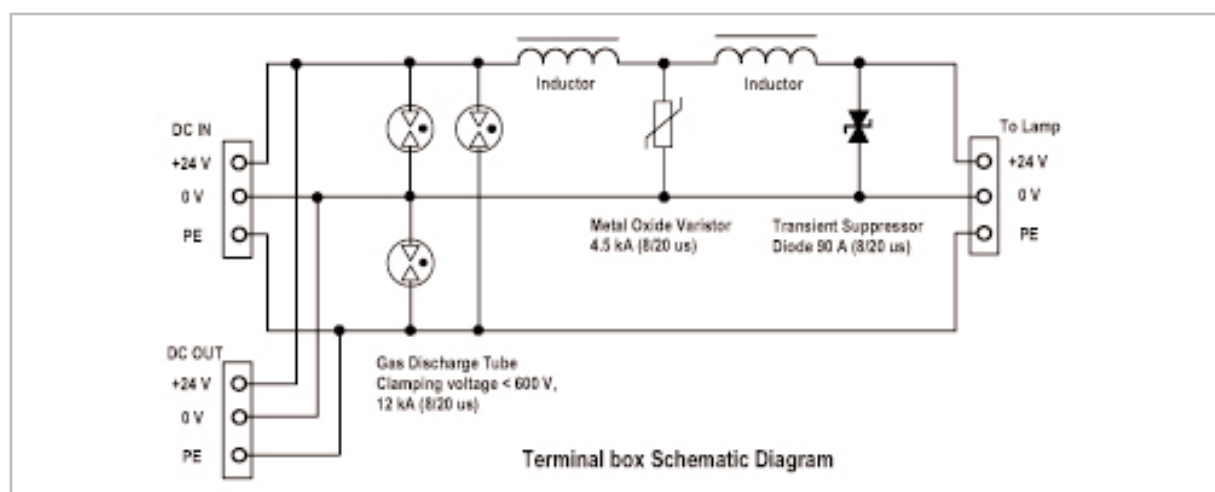 Inductor
Inductor
DC IN
+24 V
0 V
PE
To Lamp
+24 V
0 V
PE
Metal Oxide Varistor
4.5 kA (8/20 us)
Transient Suppressor
Diode 90 A (8/20 us)
DC OUT
+24 V
0 V
PE
Gas Discharge Tube
Clamping voltage < 600 V,
12 kA (8/20 us)
Terminal box Schematic Diagram